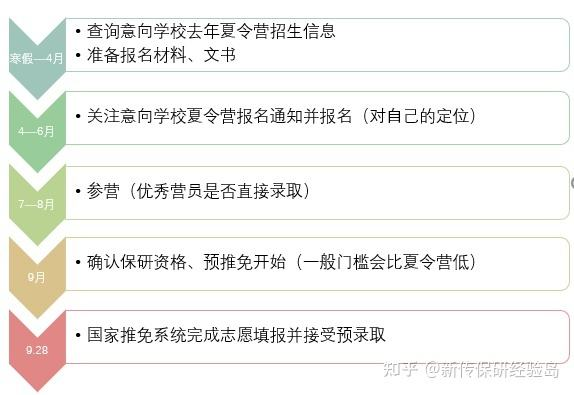 寒假—4月
• 查询意向学校去年夏令营招生信息
• 准备报名材料、文书
4—6月
• 关注意向学校夏令营报名通知并报名（对自己的定位）
7—8月
• 参营（优秀营员是否直接录取）
9月
• 确认保研资格、预推免开始（一般门槛会比夏令营低）
9.28
• 国家推免系统完成志愿填报并接受预录取
知乎 @新传保研经验岛